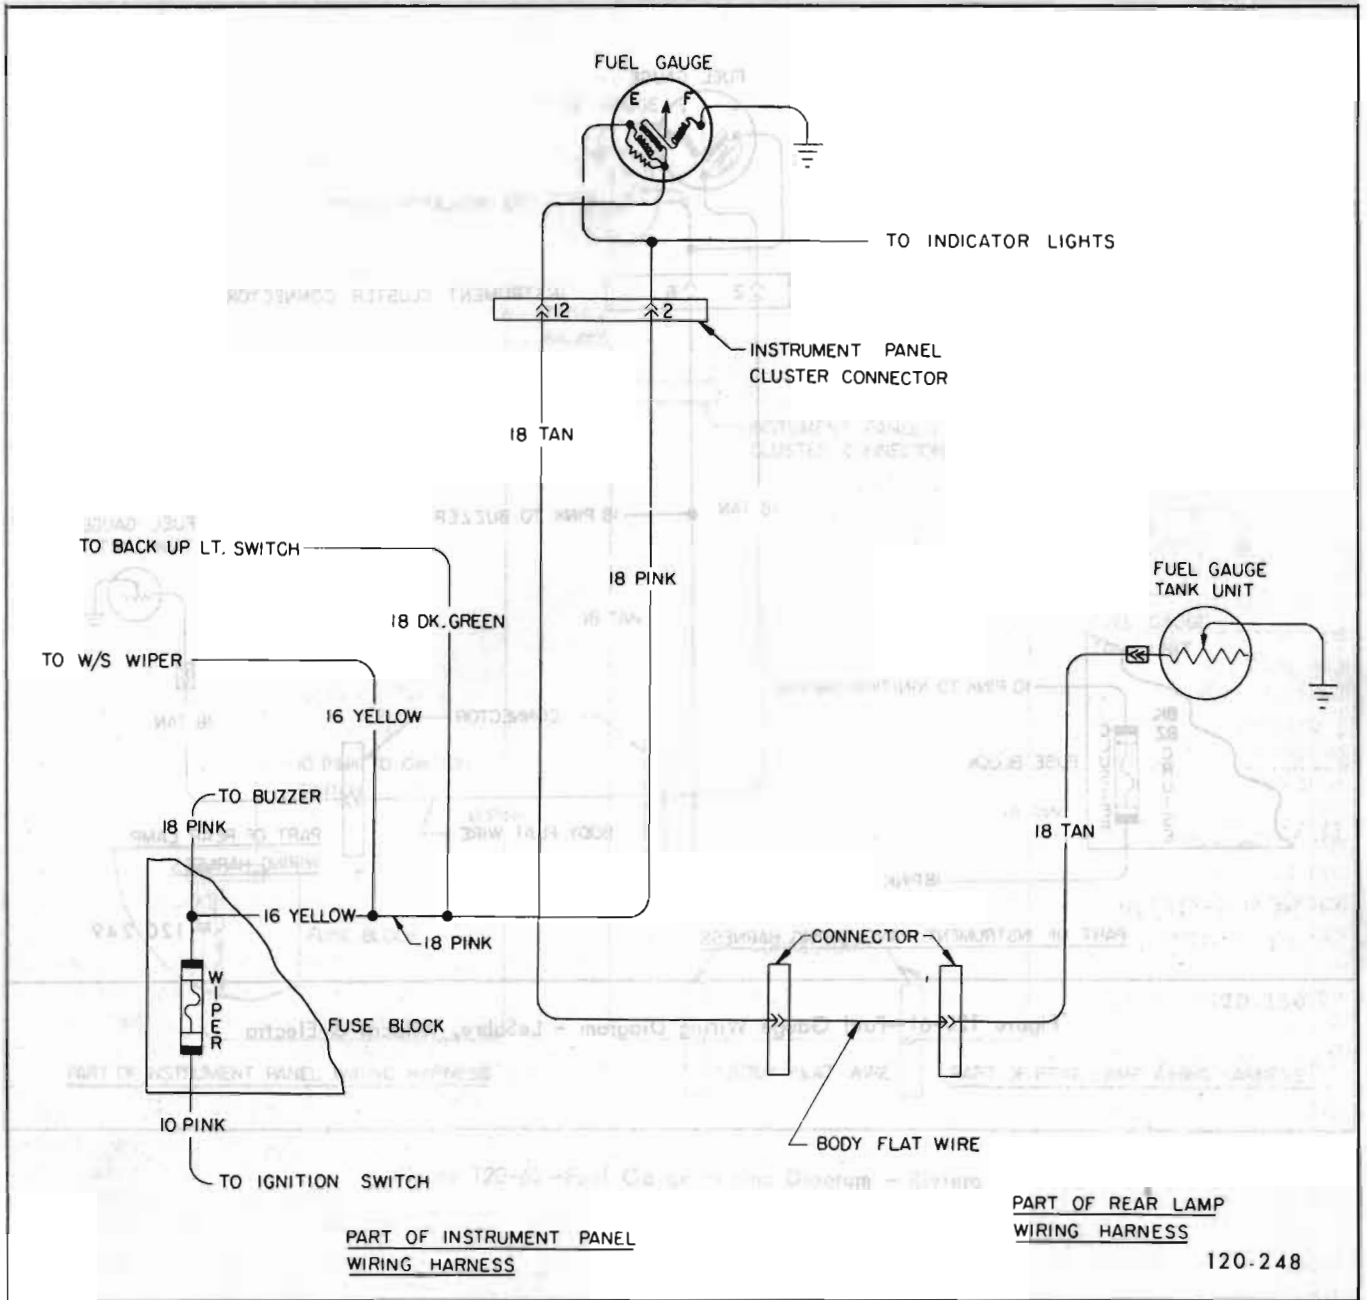 FUEL GAUGE
E F
TO INDICATOR LIGHTS
12 2
INSTRUMENT PANEL
CLUSTER CONNECTOR
18 TAN
TO BACK UP LT. SWITCH
18 PINK
FUEL GAUGE
TANK UNIT
18 DK. GREEN
TO W/S WIPER
16 YELLOW
TO BUZZER
18 PINK
18 TAN
16 YELLOW
18 PINK
CONNECTOR
WIPER
FUSE BLOCK
10 PINK
BODY FLAT WIRE
TO IGNITION SWITCH
PART OF REAR LAMP
WIRING HARNESS
PART OF INSTRUMENT PANEL
WIRING HARNESS
120-248